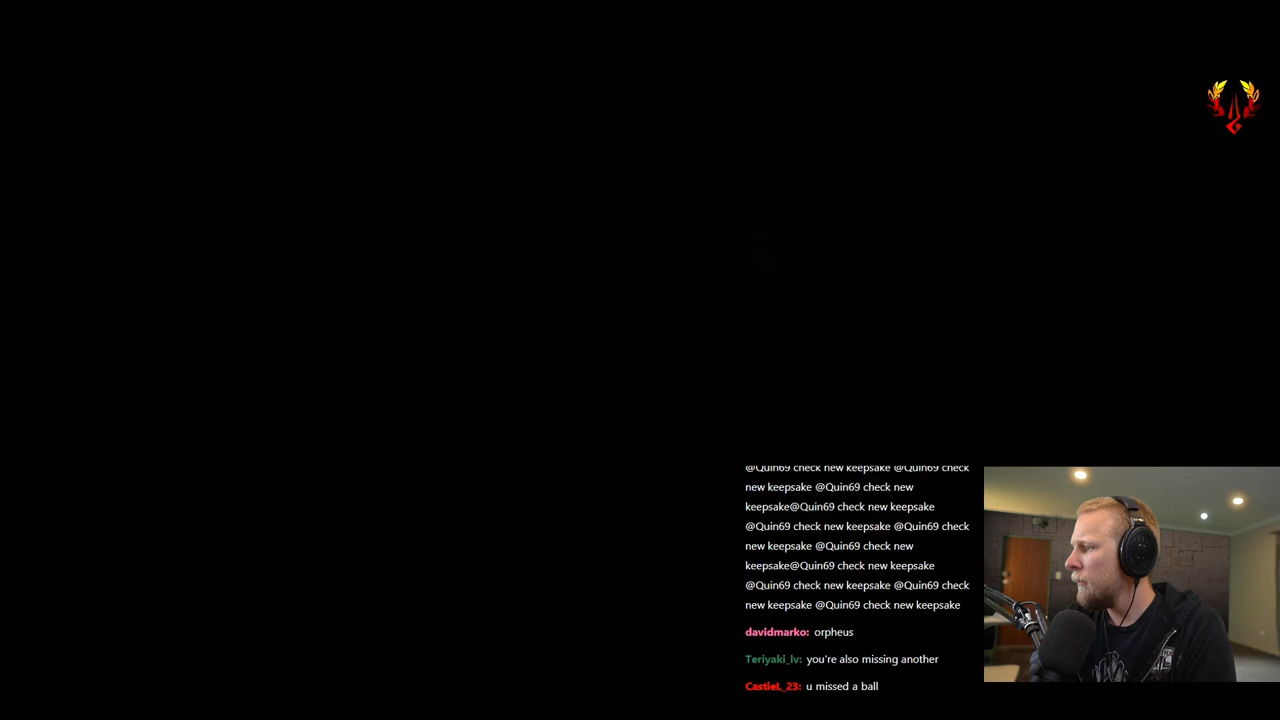 @Quin69 check new keepsake @Quin69 check
new keepsake @Quin69 check new
keepsake@Quin69 check new keepsake
@Quin69 check new keepsake @Quin69 check
new keepsake @Quin69 check new
keepsake@Quin69 check new keepsake
@Quin69 check new keepsake @Quin69 check
new keepsake @Quin69 check new keepsake
davidmarko: orpheus
Teriyaki_lv: you're also missing another
CastieL_23: u missed a ball